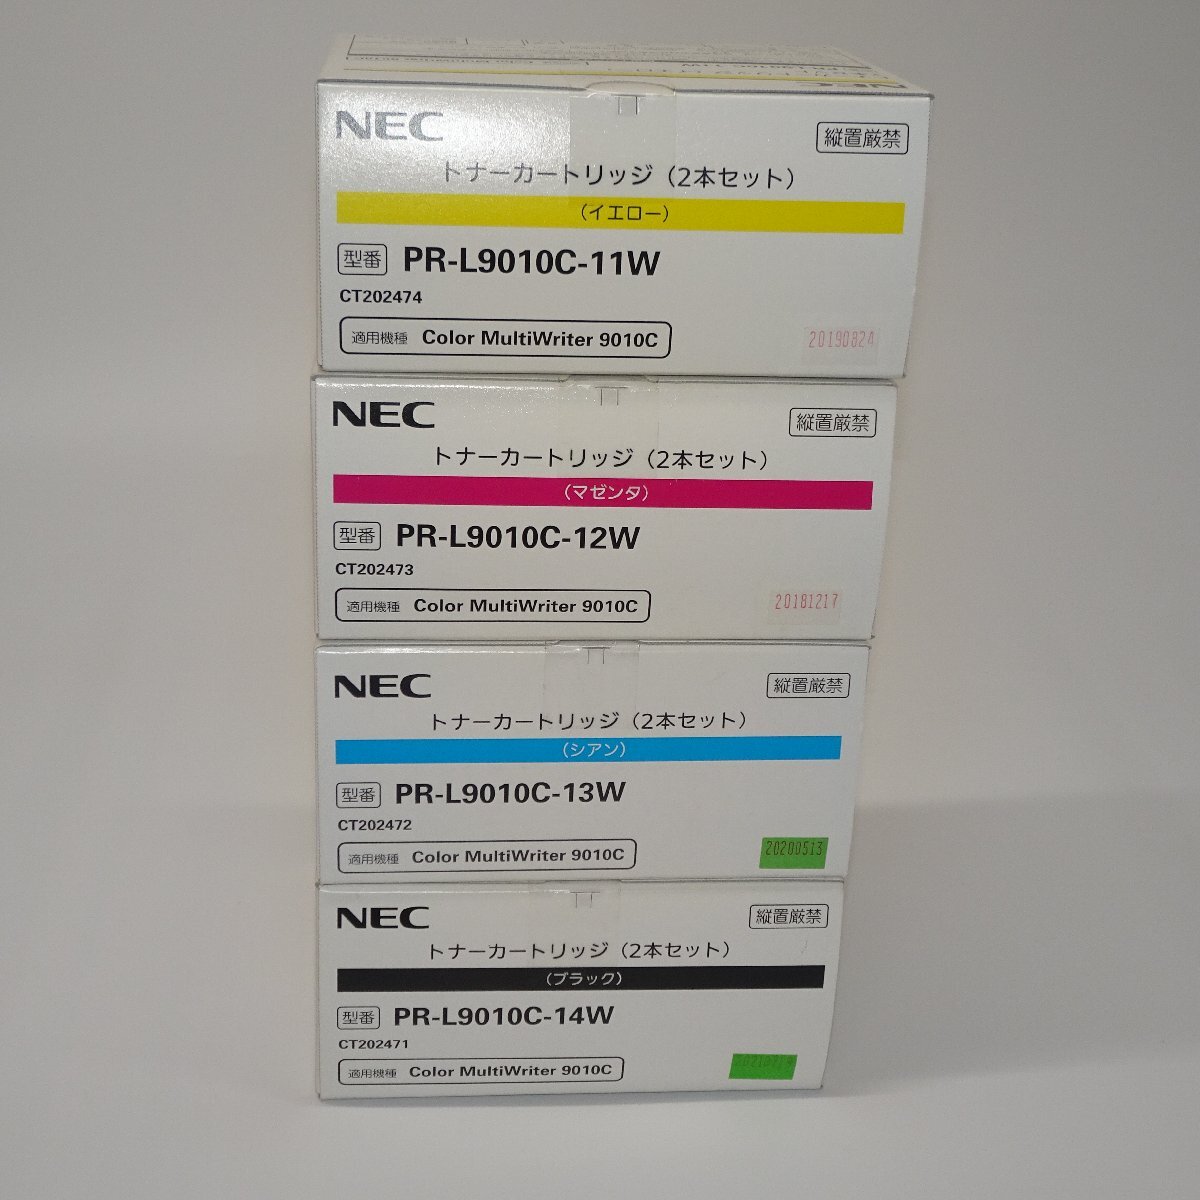 NEC
縦置厳禁
トナーカートリッジ（2本セット）
（イエロー）
型番 PR-L9010C-11W
CT202474
適用機種 Color MultiWriter 9010C
20190824
NEC
縦置厳禁
トナーカートリッジ（2本セット）
（マゼンタ）
型番 PR-L9010C-12W
CT202473
適用機種 Color MultiWriter 9010C
20181217
NEC
縦置厳禁
トナーカートリッジ（2本セット）
（シアン）
型番 PR-L9010C-13W
CT202472
適用機種 Color MultiWriter 9010C
20200513
NEC
縦置厳禁
トナーカートリッジ（2本セット）
（ブラック）
型番 PR-L9010C-14W
CT202471
適用機種 Color MultiWriter 9010C